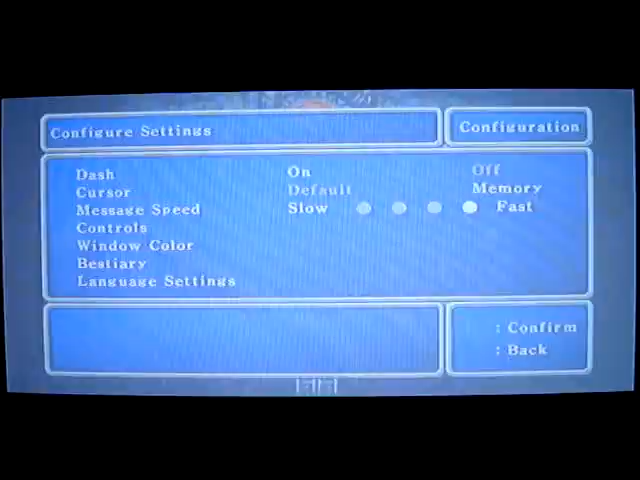 Configure Settings
Configuration
Dash On Off
Cursor Default Memory
Message Speed Slow Fast
Controls
Window Color
Bestiary
Language Settings
: Confirm
: Back